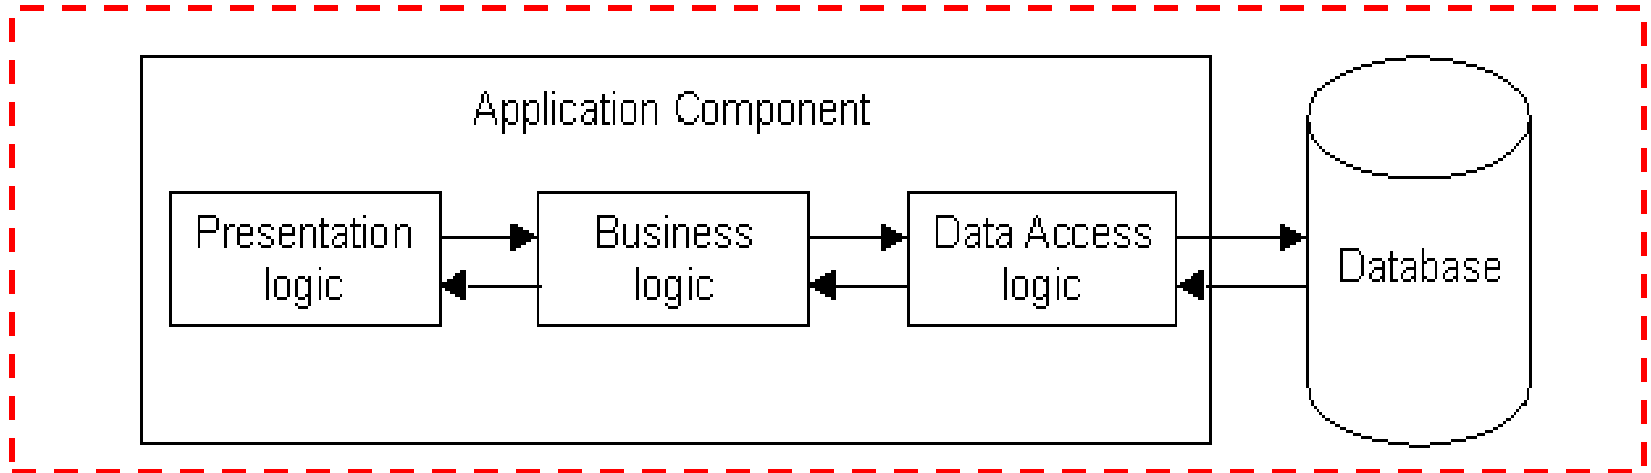 Application Component
Presentation
logic
Business
logic
Data Access
logic
Database